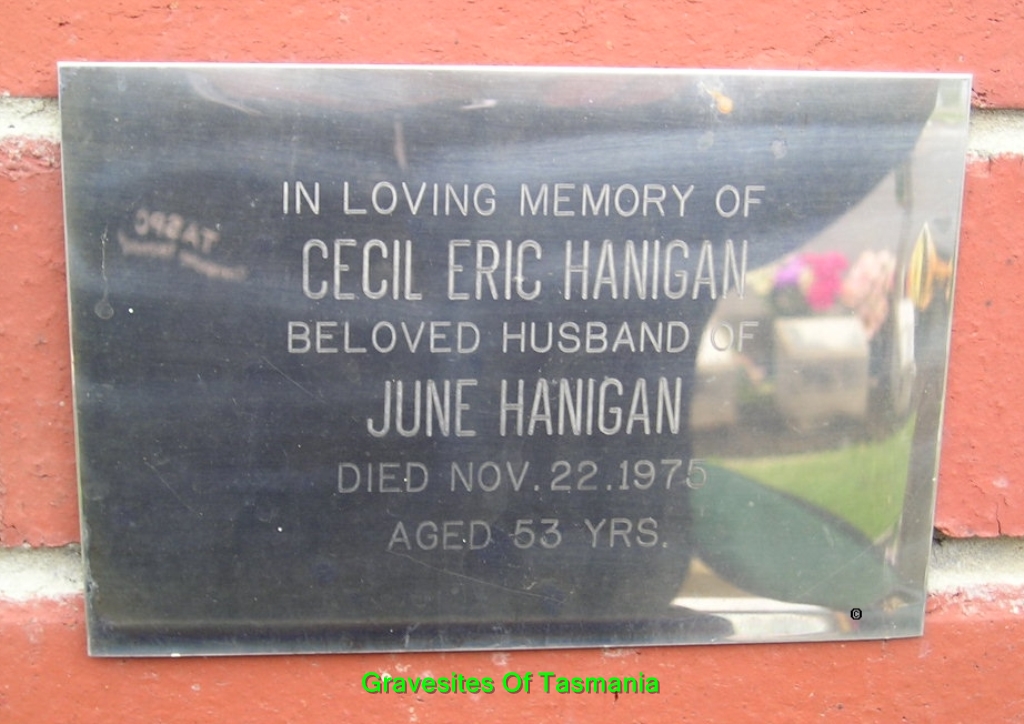 IN LOVING MEMORY OF
CECIL ERIC HANIGAN
BELOVED HUSBAND OF
JUNE HANIGAN
DIED NOV. 22. 1975
AGED 53 YRS.
©
Gravesites Of Tasmania